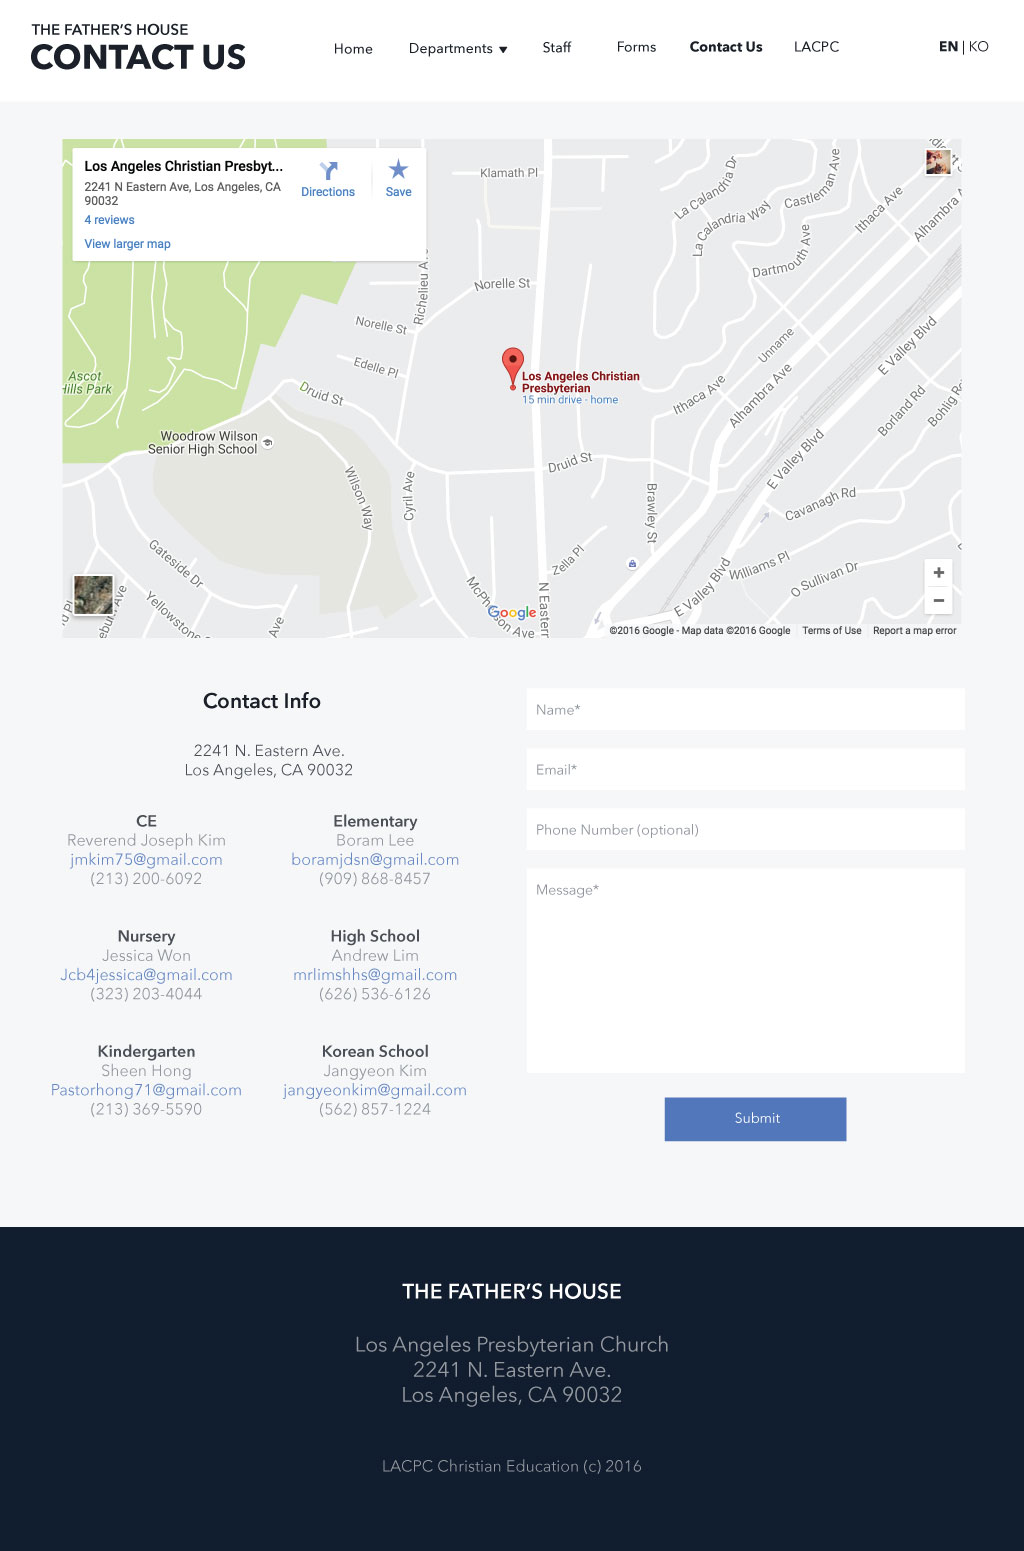 THE FATHER'S HOUSE
CONTACT US
Home
Departments ▼
Staff
Forms
Contact Us
LACPC
EN | KO
Los Angeles Christian Presbyt...
2241 N Eastern Ave, Los Angeles, CA
90032
4 reviews
View larger map
Directions
Save
Klamath Pl
La Calandria Dr
La Calandria Way
Castleman Ave
Ithaca Ave
Alhambra A
Dartmouth Ave
Richelieu A
Norelle St
Norelle St
Edelle Pl
Druid St
Ascot
Hills Park
Woodrow Wilson
Senior High School
Los Angeles Christian
Presbyterian
15 min drive - home
Unname
Ithaca Ave
Alhambra Ave
E Valley Blvd
Borland Rd
Bohlig R
E Valley Blvd
Druid St
Wilson Way
Cyril Ave
Brawley St
Cavanagh Rd
Zella Pl
Williams Pl
O Sullivan Dr
E Valley Blvd
Gateside Dr
Yellowstone
Ave
Ave
McPh
son Ave
N Eastern
Google
©2016 Google - Map data ©2016 Google
Terms of Use
Report a map error
Contact Info
2241 N. Eastern Ave.
Los Angeles, CA 90032
CE
Reverend Joseph Kim
jmkim75@gmail.com
(213) 200-6092
Elementary
Boram Lee
boramjdsn@gmail.com
(909) 868-8457
Nursery
Jessica Won
Jcb4jessica@gmail.com
(323) 203-4044
High School
Andrew Lim
mrlimshhs@gmail.com
(626) 536-6126
Kindergarten
Sheen Hong
Pastorhong71@gmail.com
(213) 369-5590
Korean School
Jangyeon Kim
jangyeonkim@gmail.com
(562) 857-1224
Name*
Email*
Phone Number (optional)
Message*
Submit
THE FATHER'S HOUSE
Los Angeles Presbyterian Church
2241 N. Eastern Ave.
Los Angeles, CA 90032
LACPC Christian Education (c) 2016